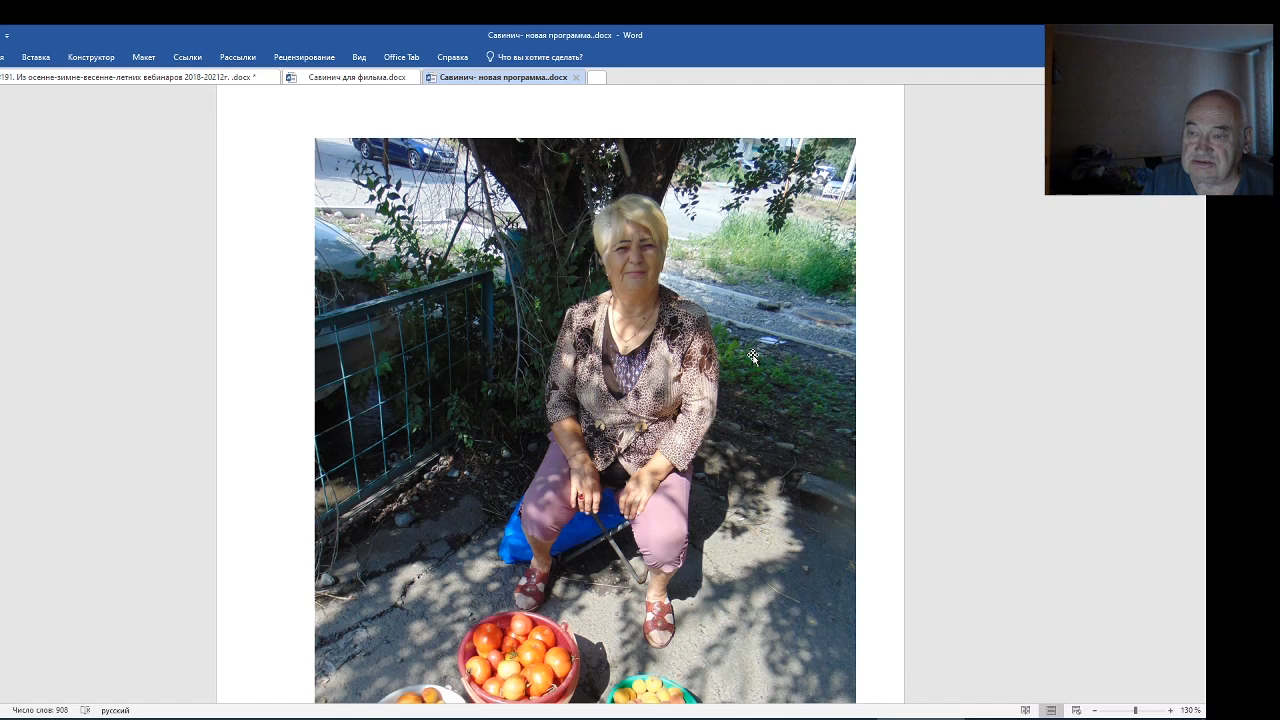 Савинич- новая программа..docx - Word
я Вставка Конструктор Макет Ссылки Рассылки Рецензирование Вид Office Tab Справка Что вы хотите сделать?
191. Из осенне-зимне-весенне-летних вебинаров 2018-20212г. .docx * Савинич для фильма.docx Савинич- новая программа..docx
Число слов: 908 русский 130 %